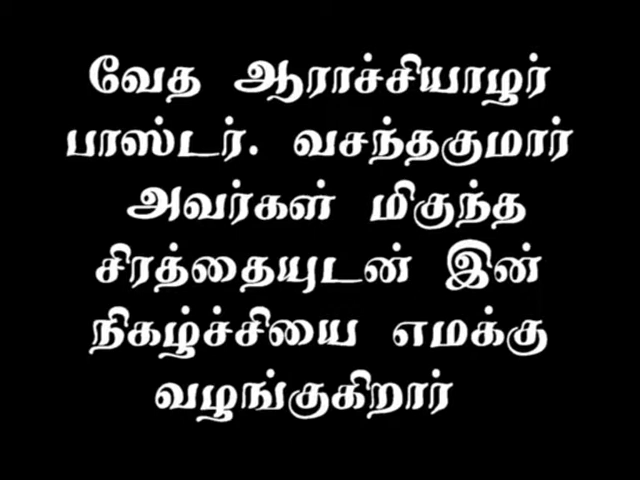 வேத ஆராச்சியாழர்
பாஸ்டர். வசந்தகுமார்
அவர்கள் மிகுந்த
சிரத்தையுடன் இன்
நிகழ்ச்சியை எமக்கு
வழங்குகிறார்